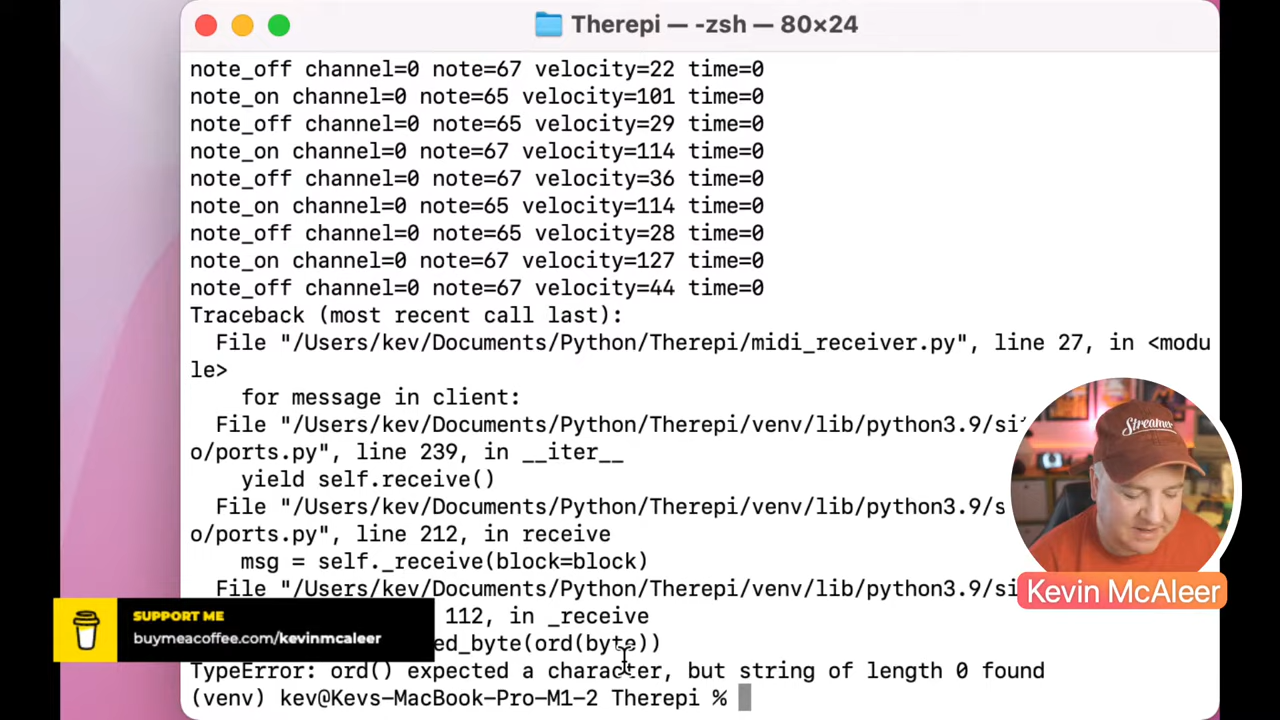 Therepi — -zsh — 80×24
note_off channel=0 note=67 velocity=22 time=0
note_on channel=0 note=65 velocity=101 time=0
note_off channel=0 note=65 velocity=29 time=0
note_on channel=0 note=67 velocity=114 time=0
note_off channel=0 note=67 velocity=36 time=0
note_on channel=0 note=65 velocity=114 time=0
note_off channel=0 note=65 velocity=28 time=0
note_on channel=0 note=67 velocity=127 time=0
note_off channel=0 note=67 velocity=44 time=0
Traceback (most recent call last):
File "/Users/kev/Documents/Python/Therepi/midi_receiver.py", line 27, in <modu
le>
for message in client:
File "/Users/kev/Documents/Python/Therepi/venv/lib/python3.9/si
o/ports.py", line 239, in __iter__
yield self.receive()
File "/Users/kev/Documents/Python/Therepi/venv/lib/python3.9/s
o/ports.py", line 212, in receive
msg = self._receive(block=block)
File "/Users/kev/Documents/Python/Therepi/venv/lib/python3.9/si
112, in _receive
ed_byte(ord(byte))
TypeError: ord() expected a character, but string of length 0 found
(venv) kev@Kevs-MacBook-Pro-M1-2 Therepi %
Streamer
Kevin McAleer
SUPPORT ME
buymeacoffee.com/kevinmcaleer